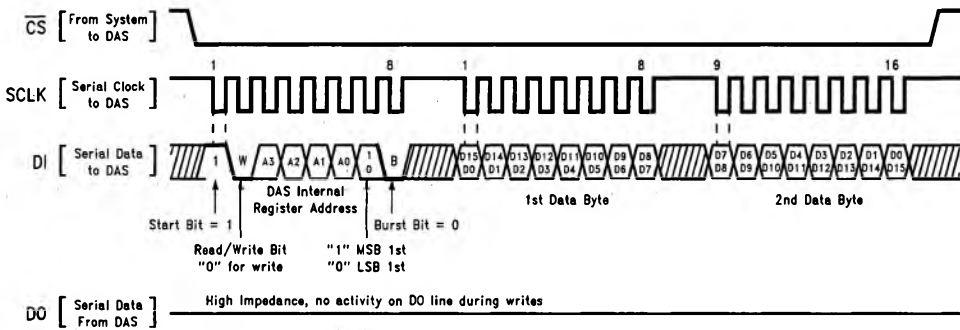 CS [ From System to DAS ]
1 8 1 8 9 16
SCLK [ Serial Clock to DAS ]
DI [ Serial Data to DAS ]
1 W A3 A2 A1 A0 1 B D15 D14 D13 D12 D11 D10 D9 D8 D7 D6 D5 D4 D3 D2 D1 D0
0 D0 D1 D2 D3 D4 D5 D6 D7 D8 D9 D10 D11 D12 D13 D14 D15
DAS Internal
Register Address
1st Data Byte
2nd Data Byte
Start Bit = 1
Burst Bit = 0
Read/Write Bit
"0" for write
"1" MSB 1st
"0" LSB 1st
DO [ Serial Data From DAS ]
High Impedance, no activity on DO line during writes